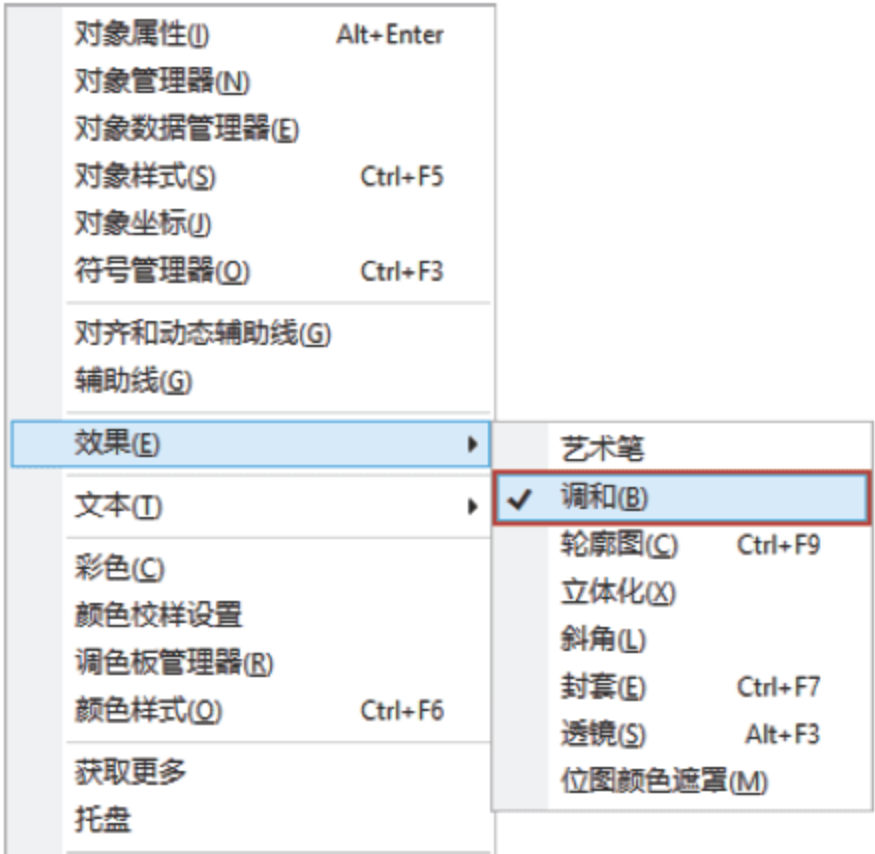 对象属性(I) Alt+Enter
对象管理器(N)
对象数据管理器(E)
对象样式(S) Ctrl+F5
对象坐标(J)
符号管理器(O) Ctrl+F3
对齐和动态辅助线(G)
辅助线(G)
效果(E)
文本(T)
彩色(C)
颜色校样设置
调色板管理器(R)
颜色样式(O) Ctrl+F6
获取更多
托盘
艺术笔
调和(B)
轮廓图(C) Ctrl+F9
立体化(X)
斜角(L)
封套(E) Ctrl+F7
透镜(S) Alt+F3
位图颜色遮罩(M)